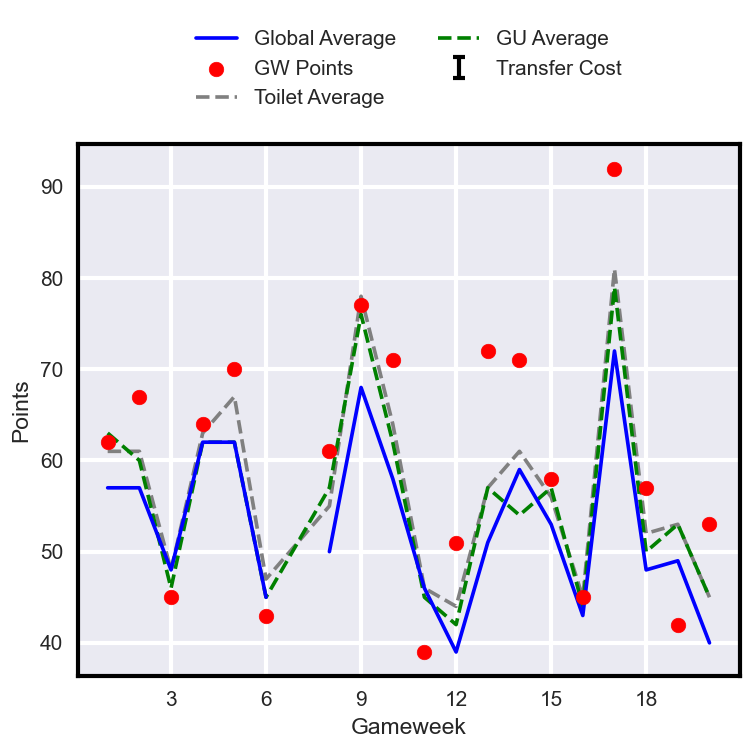 Global Average
GW Points
Toilet Average
GU Average
Transfer Cost
90
80
70
60
50
40
Points
3 6 9 12 15 18
Gameweek